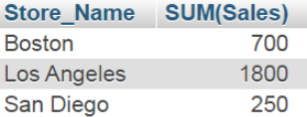 Store_Name SUM(Sales)
Boston 700
Los Angeles 1800
San Diego 250